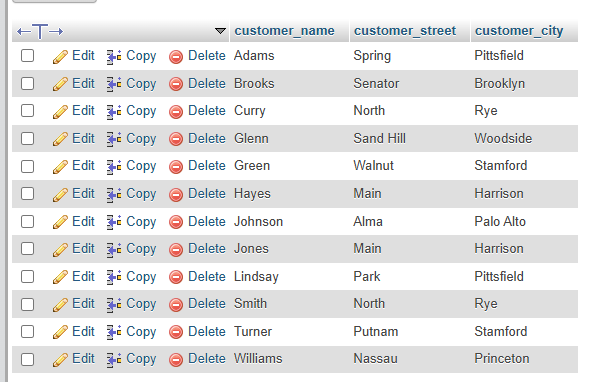 customer_name customer_street customer_city
Edit Copy Delete Adams Spring Pittsfield
Edit Copy Delete Brooks Senator Brooklyn
Edit Copy Delete Curry North Rye
Edit Copy Delete Glenn Sand Hill Woodside
Edit Copy Delete Green Walnut Stamford
Edit Copy Delete Hayes Main Harrison
Edit Copy Delete Johnson Alma Palo Alto
Edit Copy Delete Jones Main Harrison
Edit Copy Delete Lindsay Park Pittsfield
Edit Copy Delete Smith North Rye
Edit Copy Delete Turner Putnam Stamford
Edit Copy Delete Williams Nassau Princeton